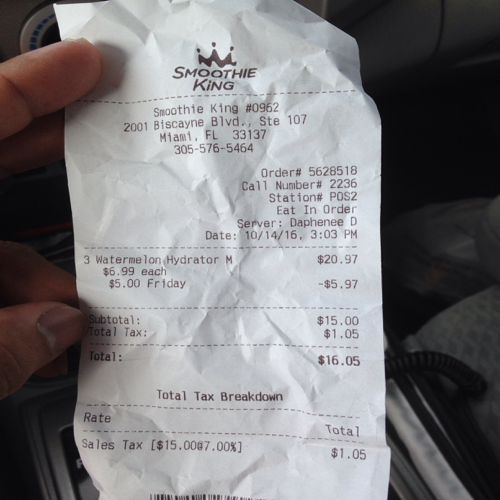 SMOOTHIE
KING
Smoothie King #0962
2001 Biscayne Blvd., Ste 107
Miami, FL 33137
305-576-5464
Order# 5628518
Call Number# 2236
Station# POS2
Eat In Order
Server: Daphenee D
Date: 10/14/16, 3:03 PM
3 Watermelon Hydrator M $20.97
$6.99 each
$5.00 Friday -$5.97
Subtotal: $15.00
Total Tax: $1.05
Total: $16.05
Total Tax Breakdown
Rate Total
Sales Tax [$15.00@7.00%] $1.05